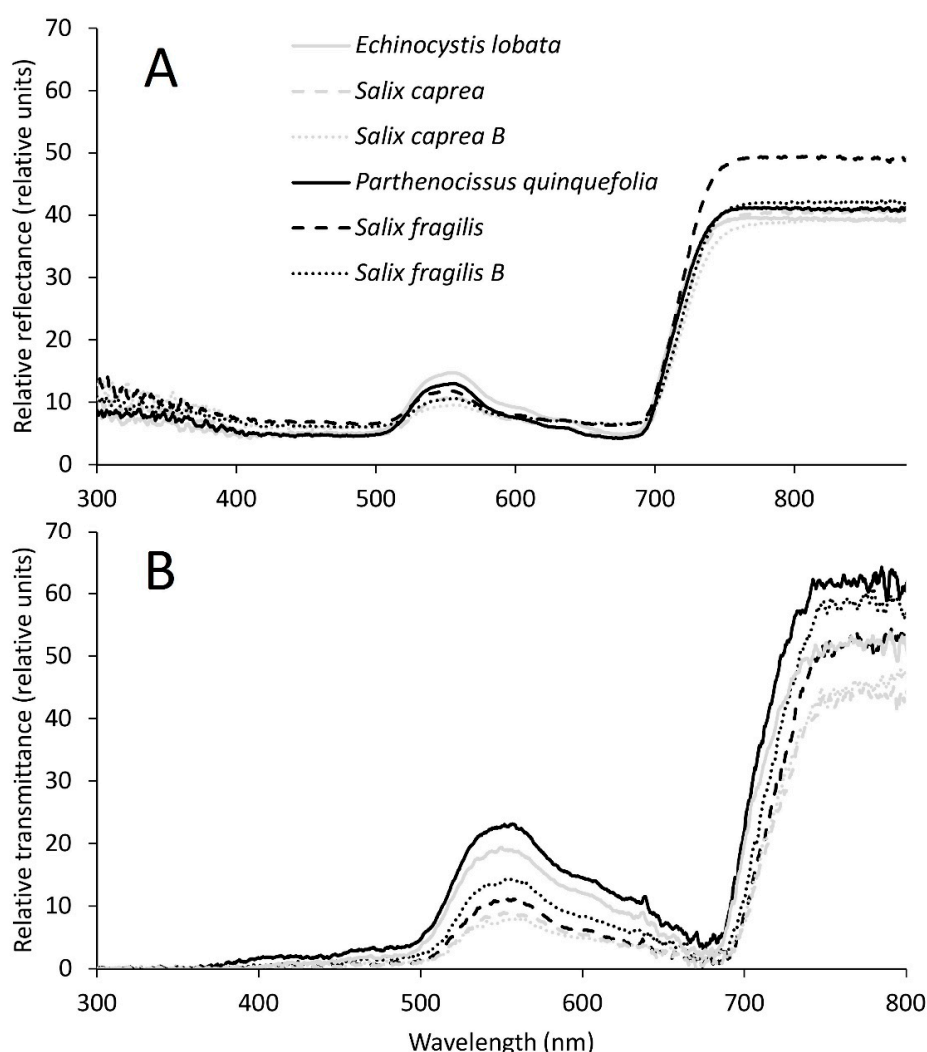 70
60
50
40
30
20
10
0
Relative reflectance (relative units)
A
Echinocystis lobata
Salix caprea
Salix caprea B
Parthenocissus quinquefolia
Salix fragilis
Salix fragilis B
300 400 500 600 700 800
70
60
50
40
30
20
10
0
Relative transmittance (relative units)
B
300 400 500 600 700 800
Wavelength (nm)